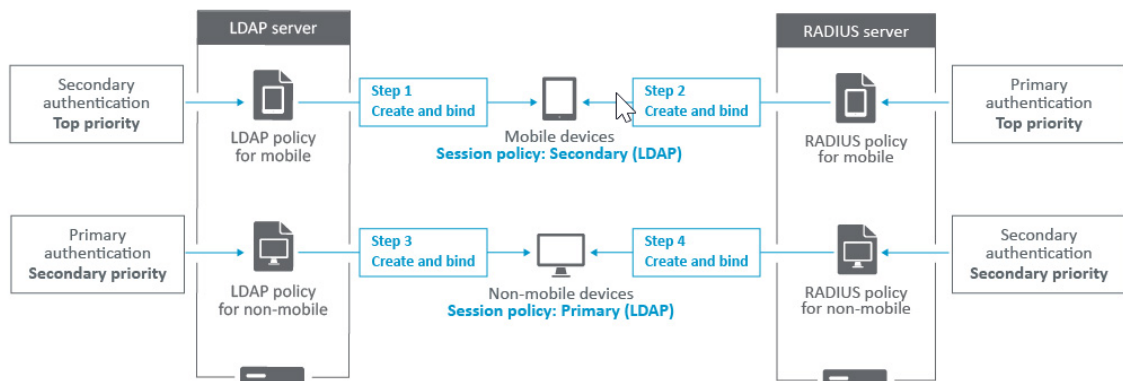 LDAP server
RADIUS server
Secondary
authentication
Top priority
LDAP policy
for mobile
Step 1
Create and bind
Mobile devices
Session policy: Secondary (LDAP)
Step 2
Create and bind
RADIUS policy
for mobile
Primary
authentication
Top priority
Primary
authentication
Secondary priority
LDAP policy
for non-mobile
Step 3
Create and bind
Non-mobile devices
Session policy: Primary (LDAP)
Step 4
Create and bind
RADIUS policy
for non-mobile
Secondary
authentication
Secondary priority